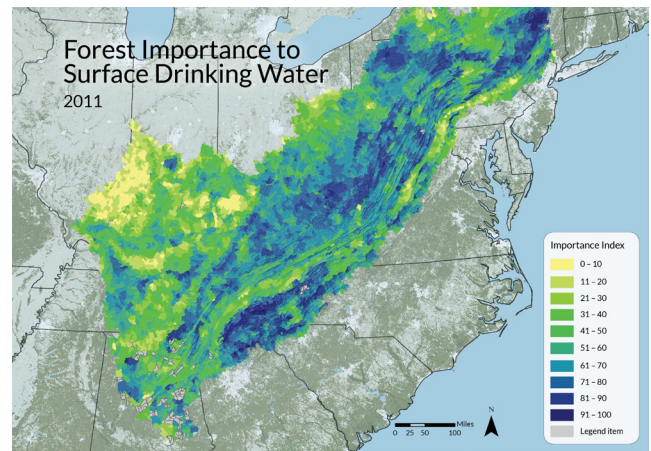 Forest Importance to
Surface Drinking Water
2011
Importance Index
0 – 10
11 – 20
21 – 30
31 – 40
41 – 50
51 – 60
61 – 70
71 – 80
81 – 90
91 – 100
Legend item
N
Miles
0 25 50 100